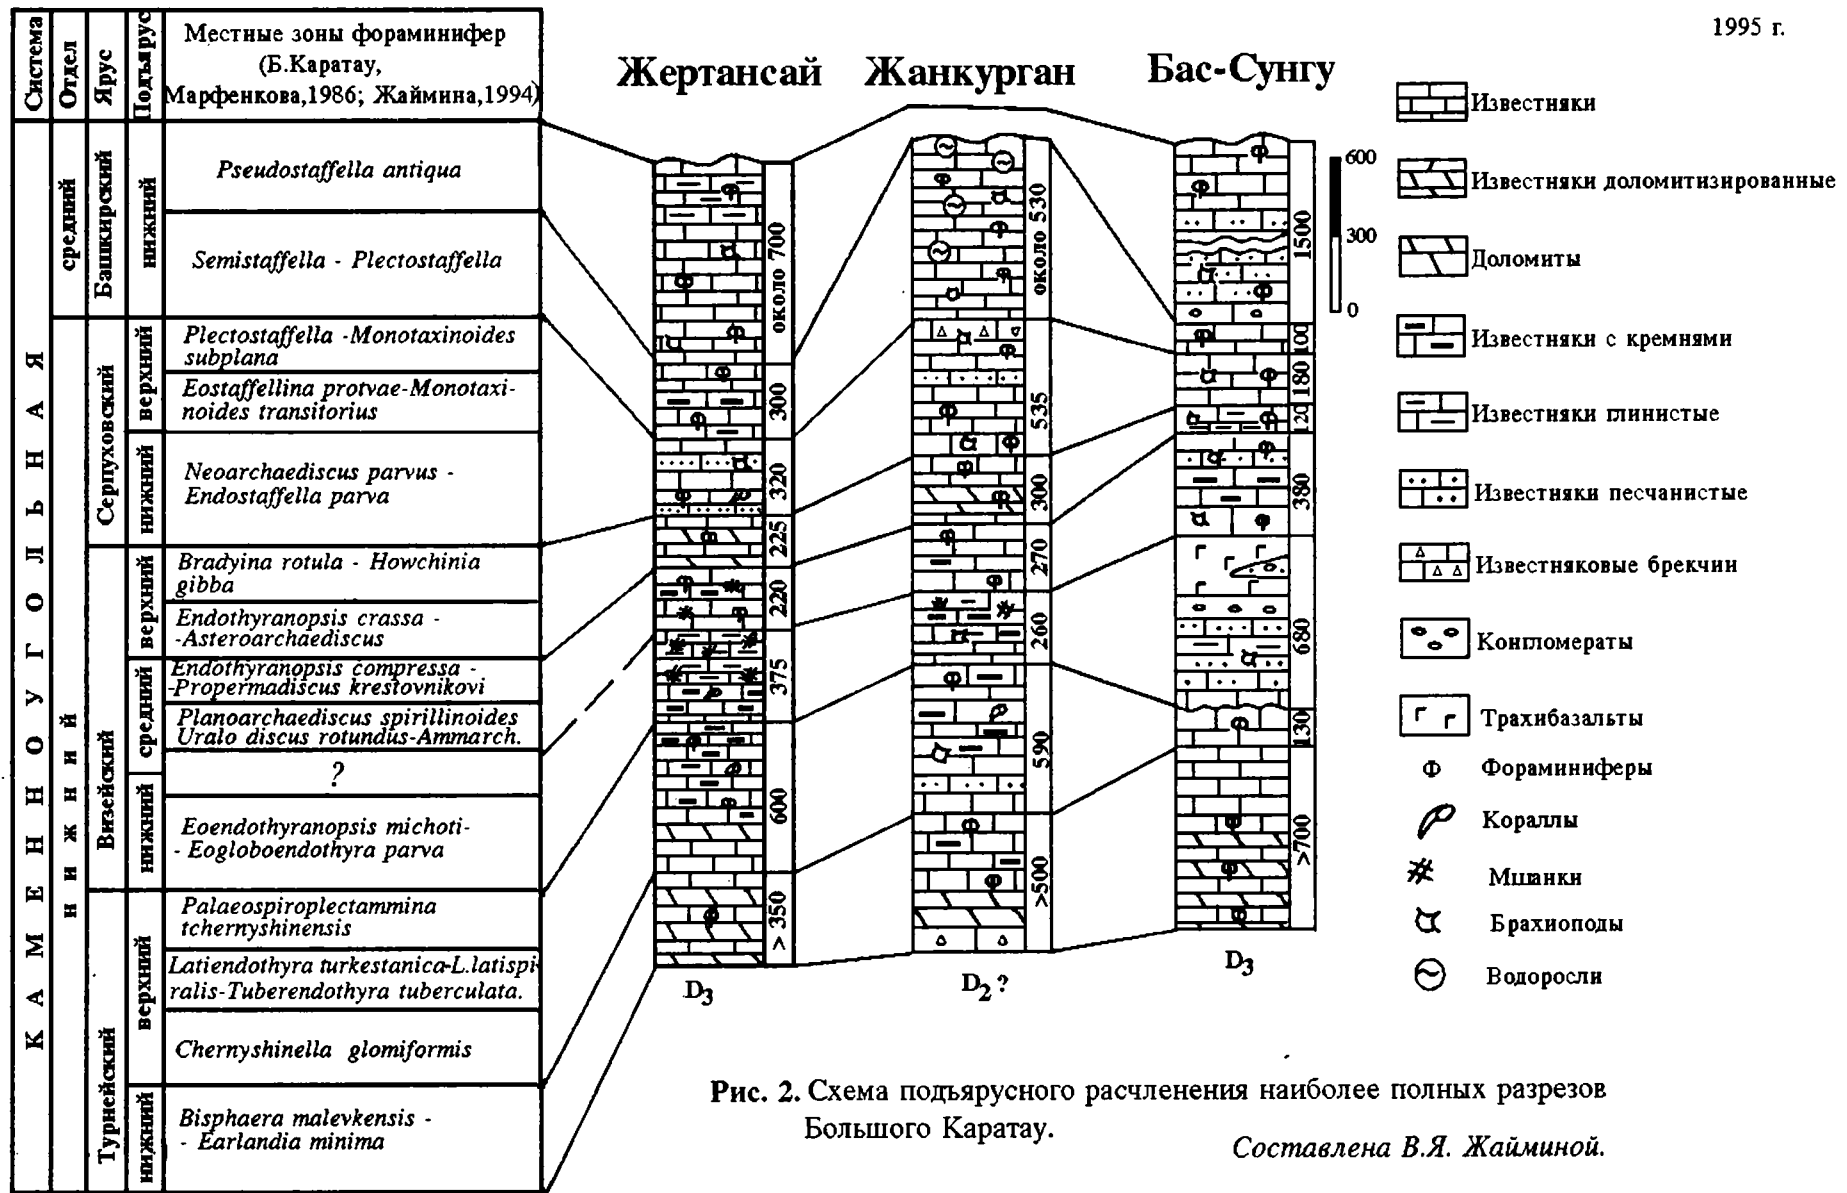 1995 г.
Система
Отдел
Ярус
Подъярус
Местные зоны фораминифер
(Б.Каратау,
Марфенкова,1986; Жаймина,1994)
КАМЕННОУГОЛЬНАЯ
средний
нижний
Башкирский
Серпуховский
Визейский
Турнейский
нижний
верхний
нижний
верхний
средний
нижний
верхний
нижний
Pseudostaffella antiqua
Semistaffella - Plectostaffella
Plectostaffella -Monotaxinoides
subplana
Eostaffellina protvae-Monotaxi-
noides transitorius
Neoarchaediscus parvus -
Endostaffella parva
Bradyina rotula - Howchinia
gibba
Endothyranopsis crassa -
-Asteroarchaediscus
Endothyranopsis compressa -
-Propermadiscus krestovnikovi
Planoarchaediscus spirillinoides
Uralo discus rotundus-Ammarch.
?
Eoendothyranopsis michoti-
- Eogloboendothyra parva
Palaeospiroplectammina
tchernyshinensis
Latiendothyra turkestanica-L.latispi-
ralis-Tuberendothyra tuberculata.
Chernyshinella glomiformis
Bisphaera malevkensis -
- Earlandia minima
Жертансай
около 700
300
320
225
220
375
600
> 350
D3
Жанкурган
около 530
535
300
270
260
590
>500
D2 ?
Бас-Сунгу
1500
100
180
120
380
680
130
>700
D3
600
300
0
Известняки
Известняки доломитизированные
Доломиты
Известняки с кремнями
Известняки глинистые
Известняки песчанистые
Известняковые брекчии
Конгломераты
Трахибазальты
Фораминиферы
Кораллы
Мшанки
Брахиоподы
Водоросли
Рис. 2. Схема подъярусного расчленения наиболее полных разрезов
Большого Каратау.
Составлена В.Я. Жайминой.